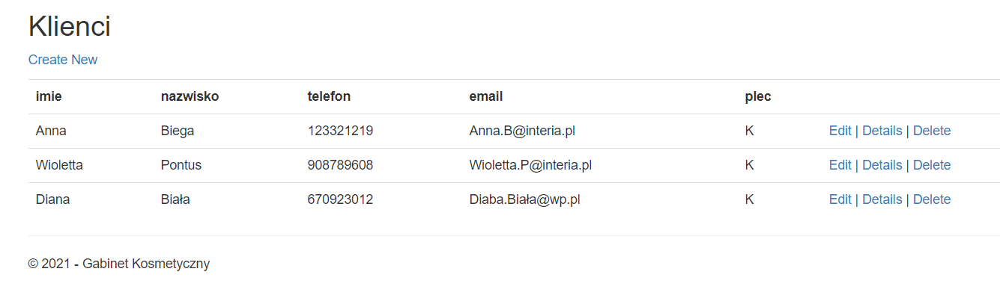 Klienci
Create New
imie nazwisko telefon email plec
Anna Biega 123321219 Anna.B@interia.pl K Edit | Details | Delete
Wioletta Pontus 908789608 Wioletta.P@interia.pl K Edit | Details | Delete
Diana Biała 670923012 Diaba.Biała@wp.pl K Edit | Details | Delete
© 2021 - Gabinet Kosmetyczny